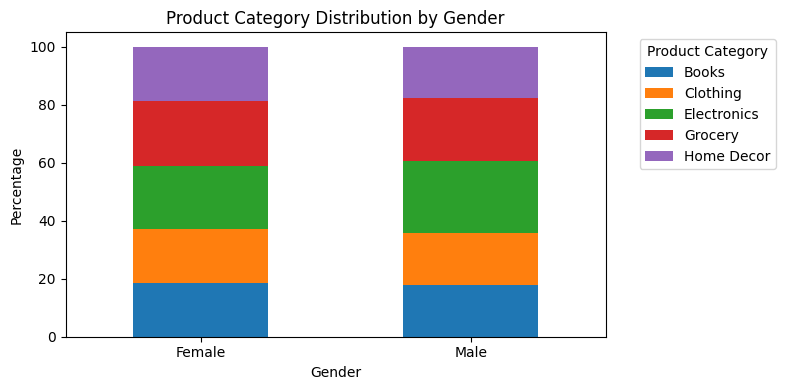 Product Category Distribution by Gender
Percentage
100
80
60
40
20
0
Female
Male
Gender
Product Category
Books
Clothing
Electronics
Grocery
Home Decor